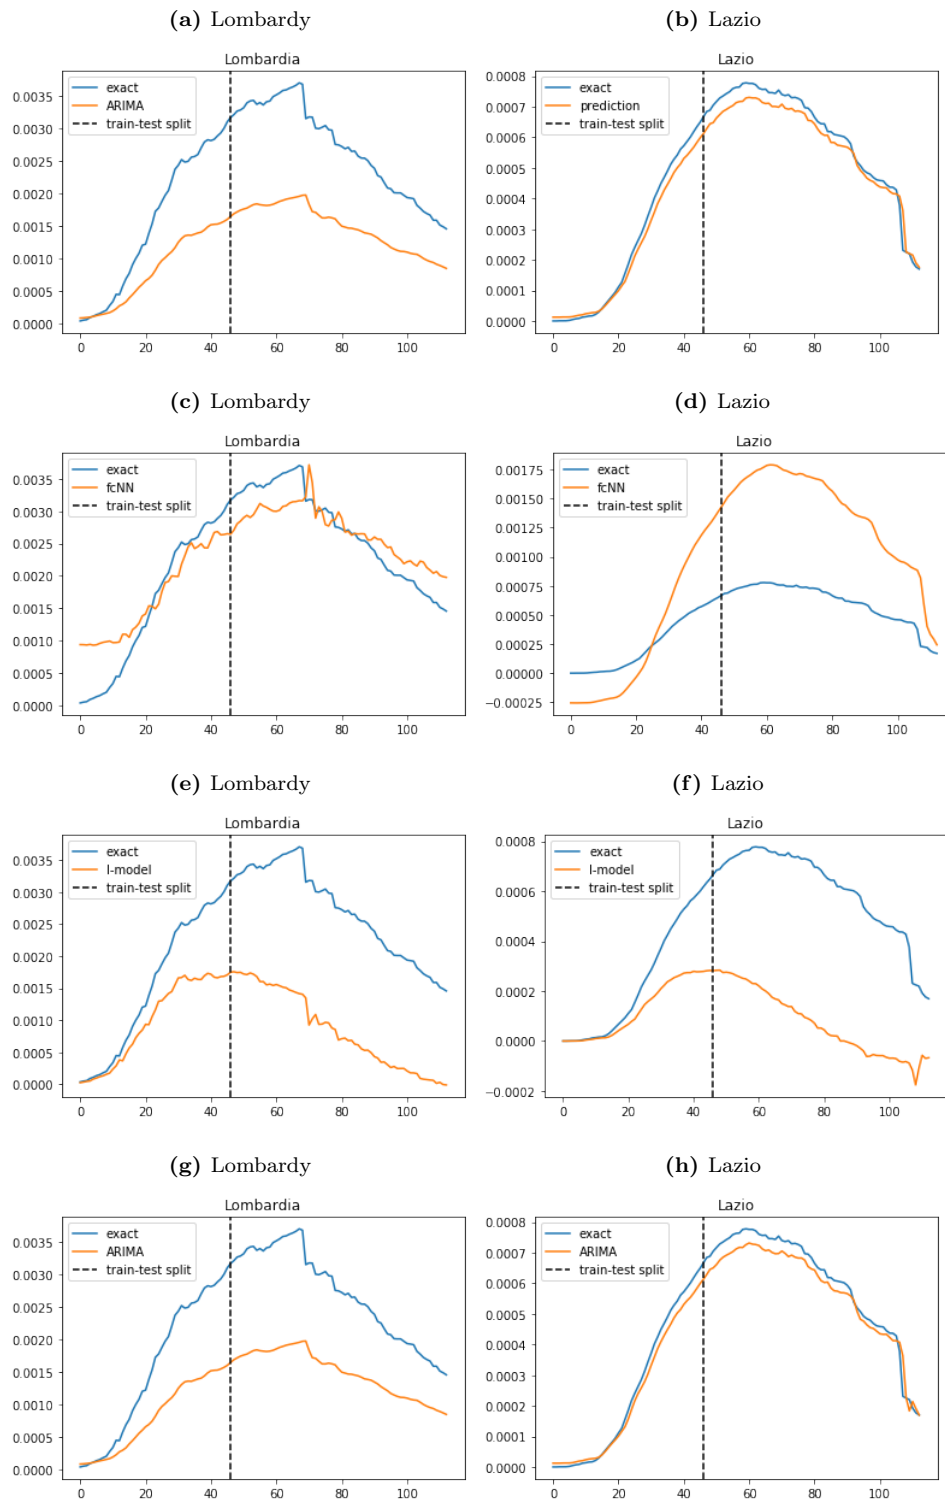 (a) Lombardy
(b) Lazio
Lombardia
exact
ARIMA
train-test split
0.0035
0.0030
0.0025
0.0020
0.0015
0.0010
0.0005
0.0000
0 20 40 60 80 100
Lazio
exact
prediction
train-test split
0.0008
0.0007
0.0006
0.0005
0.0004
0.0003
0.0002
0.0001
0.0000
0 20 40 60 80 100
(c) Lombardy
(d) Lazio
Lombardia
exact
fcNN
train-test split
0.0035
0.0030
0.0025
0.0020
0.0015
0.0010
0.0005
0.0000
0 20 40 60 80 100
Lazio
exact
fcNN
train-test split
0.00175
0.00150
0.00125
0.00100
0.00075
0.00050
0.00025
0.00000
−0.00025
0 20 40 60 80 100
(e) Lombardy
(f) Lazio
Lombardia
exact
I-model
train-test split
0.0035
0.0030
0.0025
0.0020
0.0015
0.0010
0.0005
0.0000
0 20 40 60 80 100
Lazio
exact
I-model
train-test split
0.0008
0.0006
0.0004
0.0002
0.0000
−0.0002
0 20 40 60 80 100
(g) Lombardy
(h) Lazio
Lombardia
exact
ARIMA
train-test split
0.0035
0.0030
0.0025
0.0020
0.0015
0.0010
0.0005
0.0000
0 20 40 60 80 100
Lazio
exact
ARIMA
train-test split
0.0008
0.0007
0.0006
0.0005
0.0004
0.0003
0.0002
0.0001
0.0000
0 20 40 60 80 100